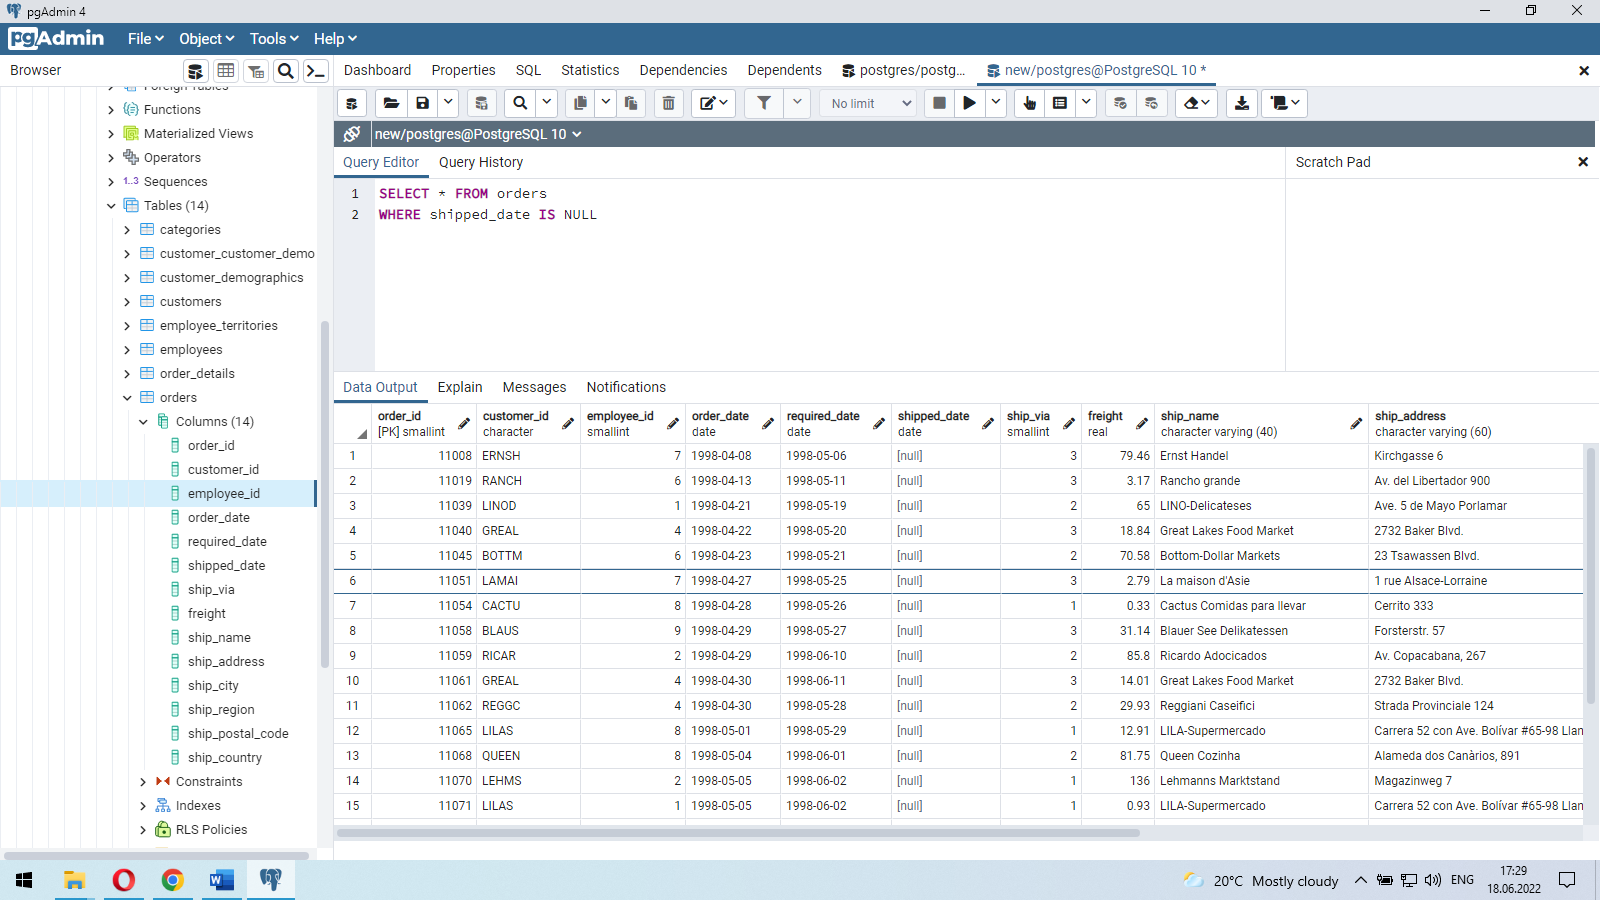 pgAdmin 4
pgAdmin File Object Tools Help
Browser
Dashboard Properties SQL Statistics Dependencies Dependents postgres/postg... new/postgres@PostgreSQL 10 *
No limit
new/postgres@PostgreSQL 10
Query Editor Query History
Scratch Pad
1 SELECT * FROM orders
2 WHERE shipped_date IS NULL
Foreign Tables
Functions
Materialized Views
Operators
1..3 Sequences
Tables (14)
categories
customer_customer_demo
customer_demographics
customers
employee_territories
employees
order_details
orders
Columns (14)
order_id
customer_id
employee_id
order_date
required_date
shipped_date
ship_via
freight
ship_name
ship_address
ship_city
ship_region
ship_postal_code
ship_country
Constraints
Indexes
RLS Policies
Data Output Explain Messages Notifications
order_id customer_id employee_id order_date required_date shipped_date ship_via freight ship_name ship_address
[PK] smallint character smallint date date date smallint real character varying (40) character varying (60)
1 11008 ERNSH 7 1998-04-08 1998-05-06 [null] 3 79.46 Ernst Handel Kirchgasse 6
2 11019 RANCH 6 1998-04-13 1998-05-11 [null] 3 3.17 Rancho grande Av. del Libertador 900
3 11039 LINOD 1 1998-04-21 1998-05-19 [null] 2 65 LINO-Delicateses Ave. 5 de Mayo Porlamar
4 11040 GREAL 4 1998-04-22 1998-05-20 [null] 3 18.84 Great Lakes Food Market 2732 Baker Blvd.
5 11045 BOTTM 6 1998-04-23 1998-05-21 [null] 2 70.58 Bottom-Dollar Markets 23 Tsawassen Blvd.
6 11051 LAMAI 7 1998-04-27 1998-05-25 [null] 3 2.79 La maison d'Asie 1 rue Alsace-Lorraine
7 11054 CACTU 8 1998-04-28 1998-05-26 [null] 1 0.33 Cactus Comidas para llevar Cerrito 333
8 11058 BLAUS 9 1998-04-29 1998-05-27 [null] 3 31.14 Blauer See Delikatessen Forsterstr. 57
9 11059 RICAR 2 1998-04-29 1998-06-10 [null] 2 85.8 Ricardo Adocicados Av. Copacabana, 267
10 11061 GREAL 4 1998-04-30 1998-06-11 [null] 3 14.01 Great Lakes Food Market 2732 Baker Blvd.
11 11062 REGGC 4 1998-04-30 1998-05-28 [null] 2 29.93 Reggiani Caseifici Strada Provinciale 124
12 11065 LILAS 8 1998-05-01 1998-05-29 [null] 1 12.91 LILA-Supermercado Carrera 52 con Ave. Bolívar #65-98 Llan
13 11068 QUEEN 8 1998-05-04 1998-06-01 [null] 2 81.75 Queen Cozinha Alameda dos Canàrios, 891
14 11070 LEHMS 2 1998-05-05 1998-06-02 [null] 1 136 Lehmanns Marktstand Magazinweg 7
15 11071 LILAS 1 1998-05-05 1998-06-02 [null] 1 0.93 LILA-Supermercado Carrera 52 con Ave. Bolívar #65-98 Llan
20°C Mostly cloudy ENG 17:29
18.06.2022